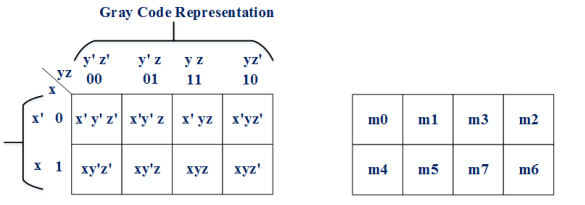 Gray Code Representation
y' z' y' z y z yz'
yz 00 01 11 10
x
x' 0 x' y' z' x'y' z x' yz x'yz' m0 m1 m3 m2
x 1 xy'z' xy'z xyz xyz' m4 m5 m7 m6